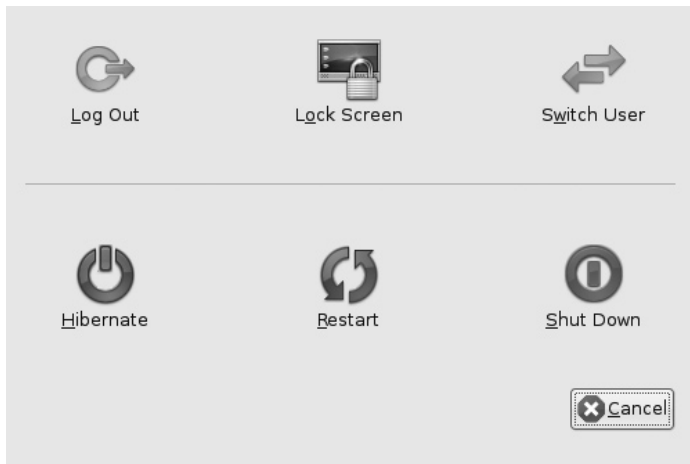 Log Out
Lock Screen
Switch User
Hibernate
Restart
Shut Down
Cancel